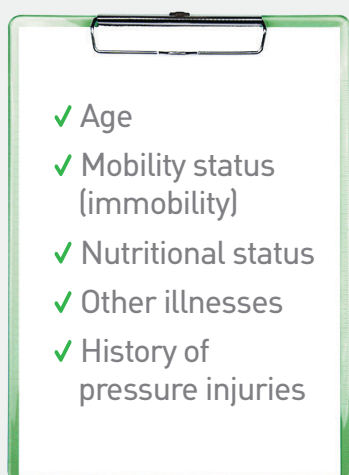 ✓ Age
✓ Mobility status
(immobility)
✓ Nutritional status
✓ Other illnesses
✓ History of
pressure injuries